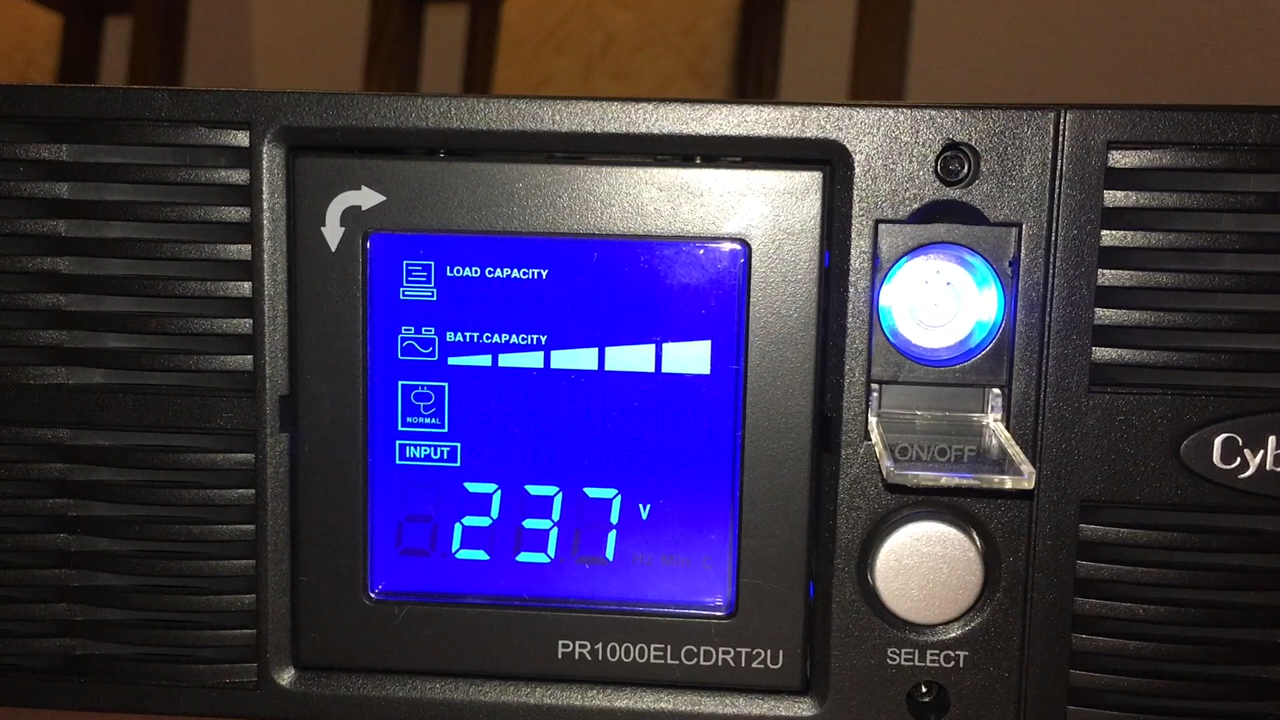 LOAD CAPACITY
BATT.CAPACITY
NORMAL
INPUT
237 V
PR1000ELCDRT2U
ON/OFF
SELECT
Cyb